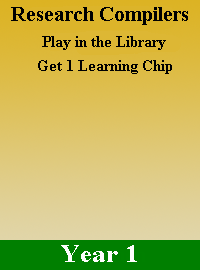 Research Compilers
Play in the Library
Get 1 Learning Chip
Year 1